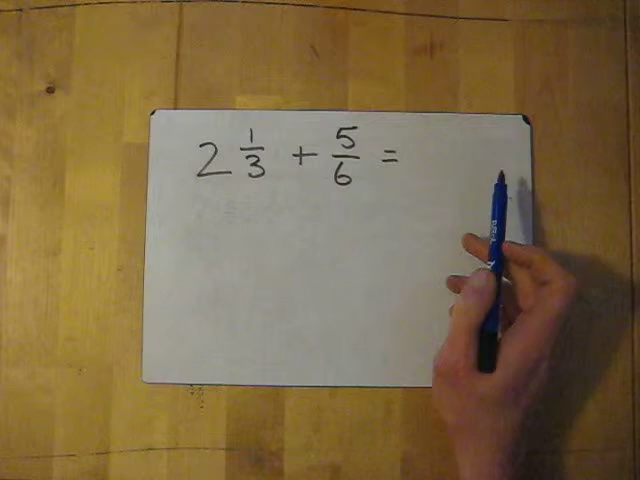 2 1/3 + 5/6 =